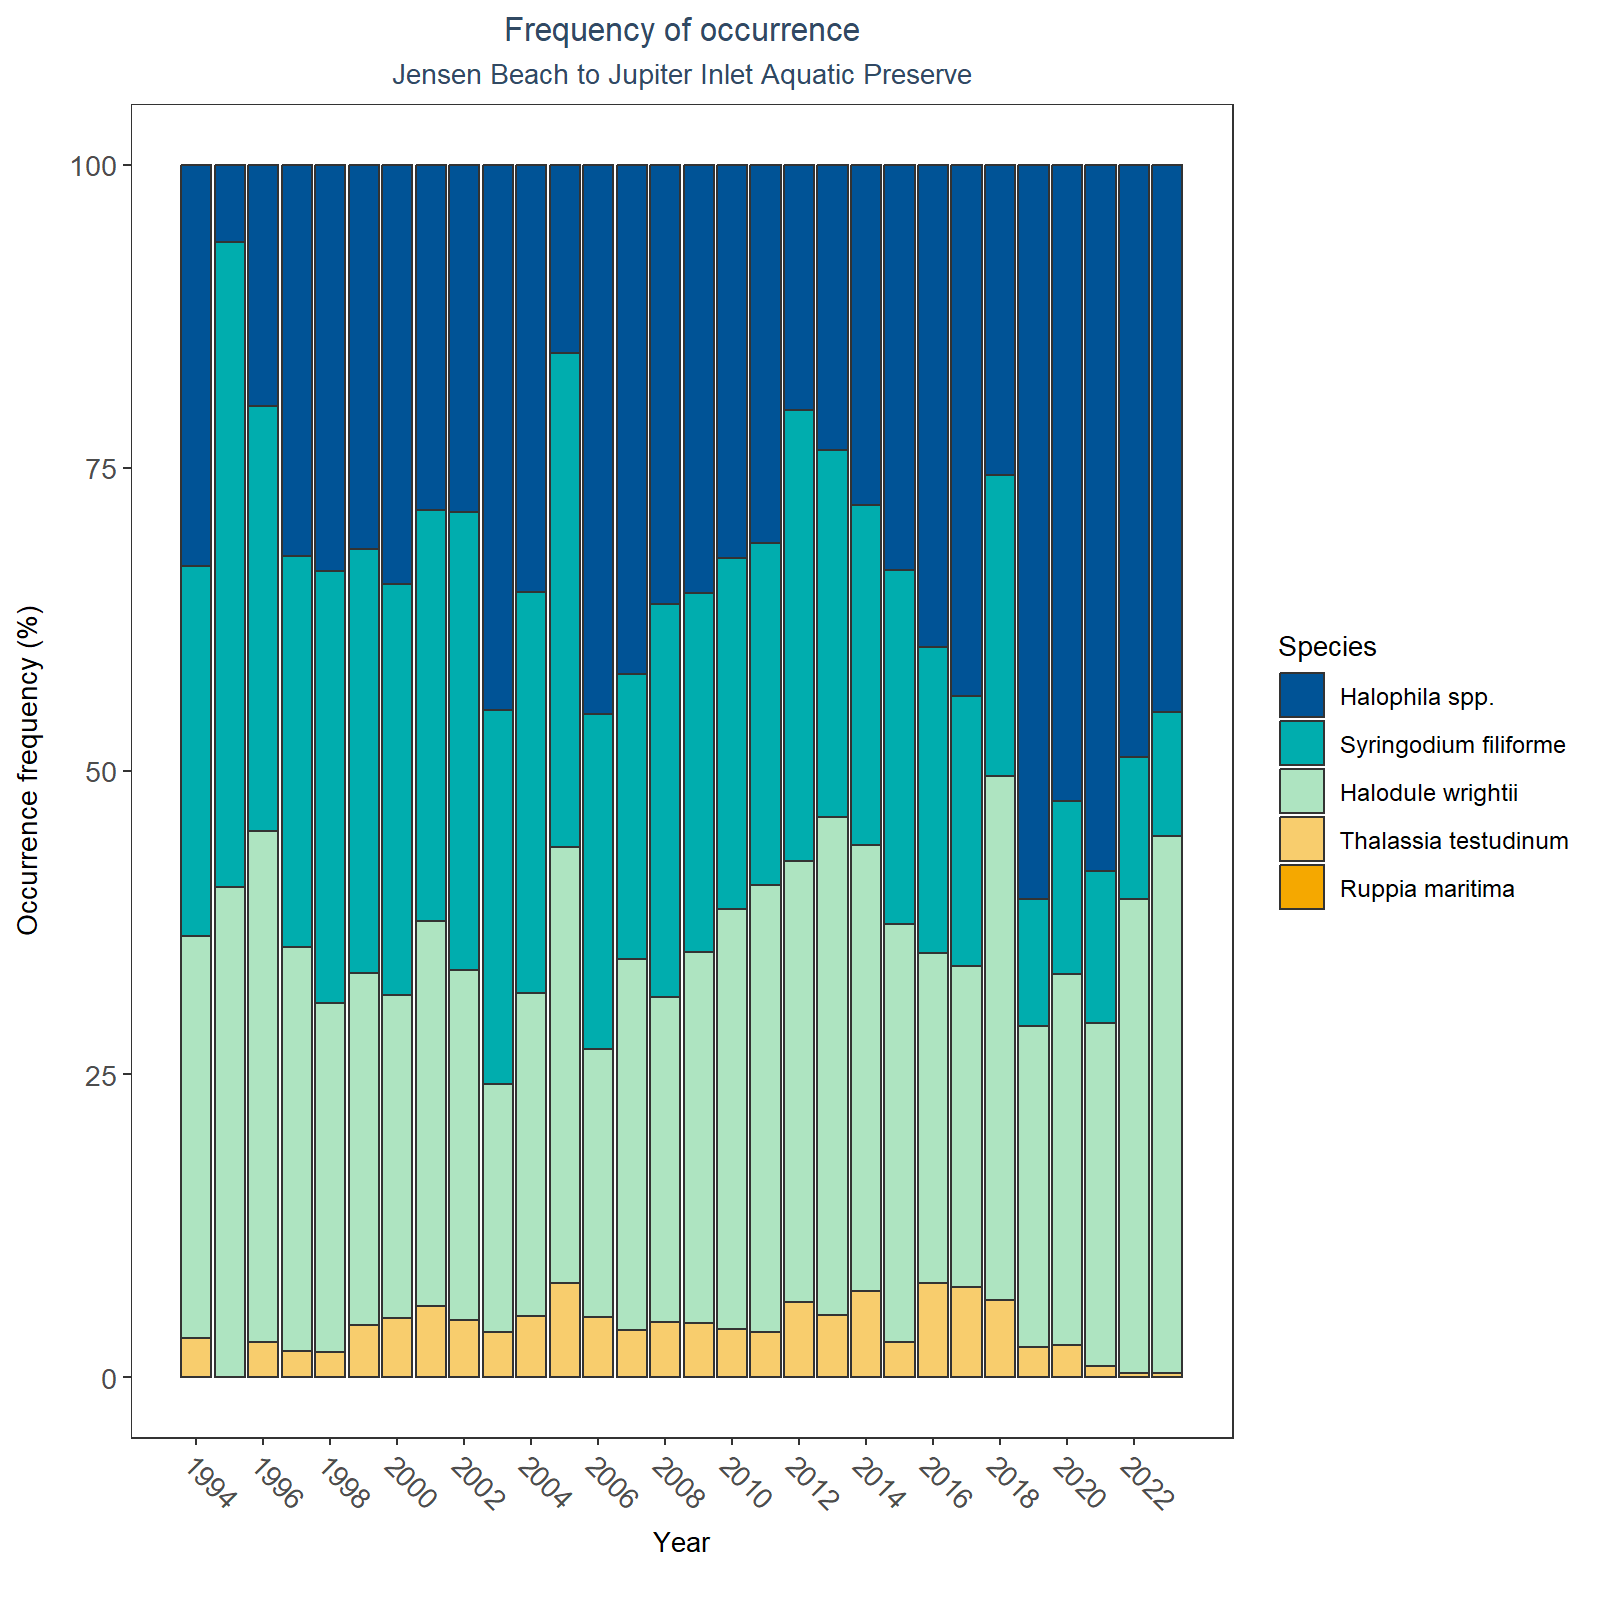 Frequency of occurrence
Jensen Beach to Jupiter Inlet Aquatic Preserve
Occurrence frequency (%)
100
75
50
25
0
1994
1996
1998
2000
2002
2004
2006
2008
2010
2012
2014
2016
2018
2020
2022
Year
Species
Halophila spp.
Syringodium filiforme
Halodule wrightii
Thalassia testudinum
Ruppia maritima